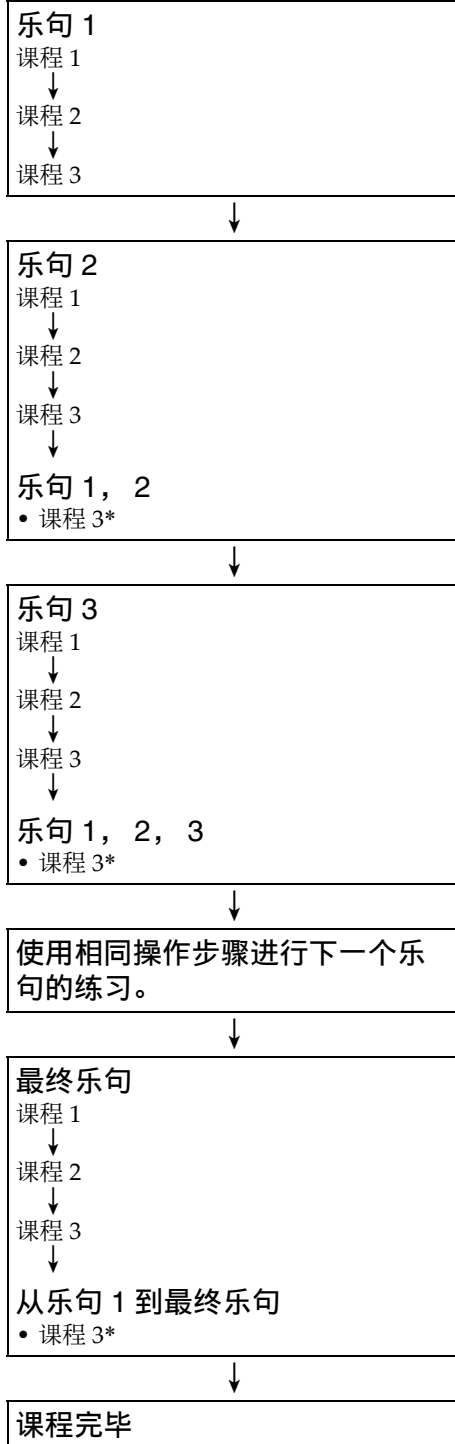 乐句 1
课程 1
↓
课程 2
↓
课程 3
↓
乐句 2
课程 1
↓
课程 2
↓
课程 3
↓
乐句 1， 2
• 课程 3*
↓
乐句 3
课程 1
↓
课程 2
↓
课程 3
↓
乐句 1， 2， 3
• 课程 3*
↓
使用相同操作步骤进行下一个乐
句的练习。
↓
最终乐句
课程 1
↓
课程 2
↓
课程 3
↓
从乐句 1 到最终乐句
• 课程 3*
↓
课程完毕